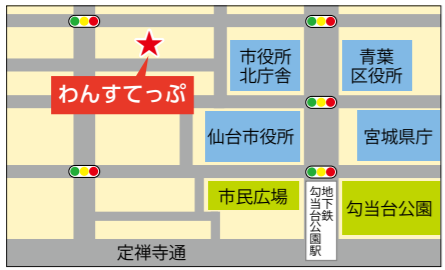 市役所
北庁舎
青葉
区役所
わんすてっぷ
仙台市役所
宮城県庁
市民広場
地下鉄
勾当台公園駅
勾当台公園
定禅寺通